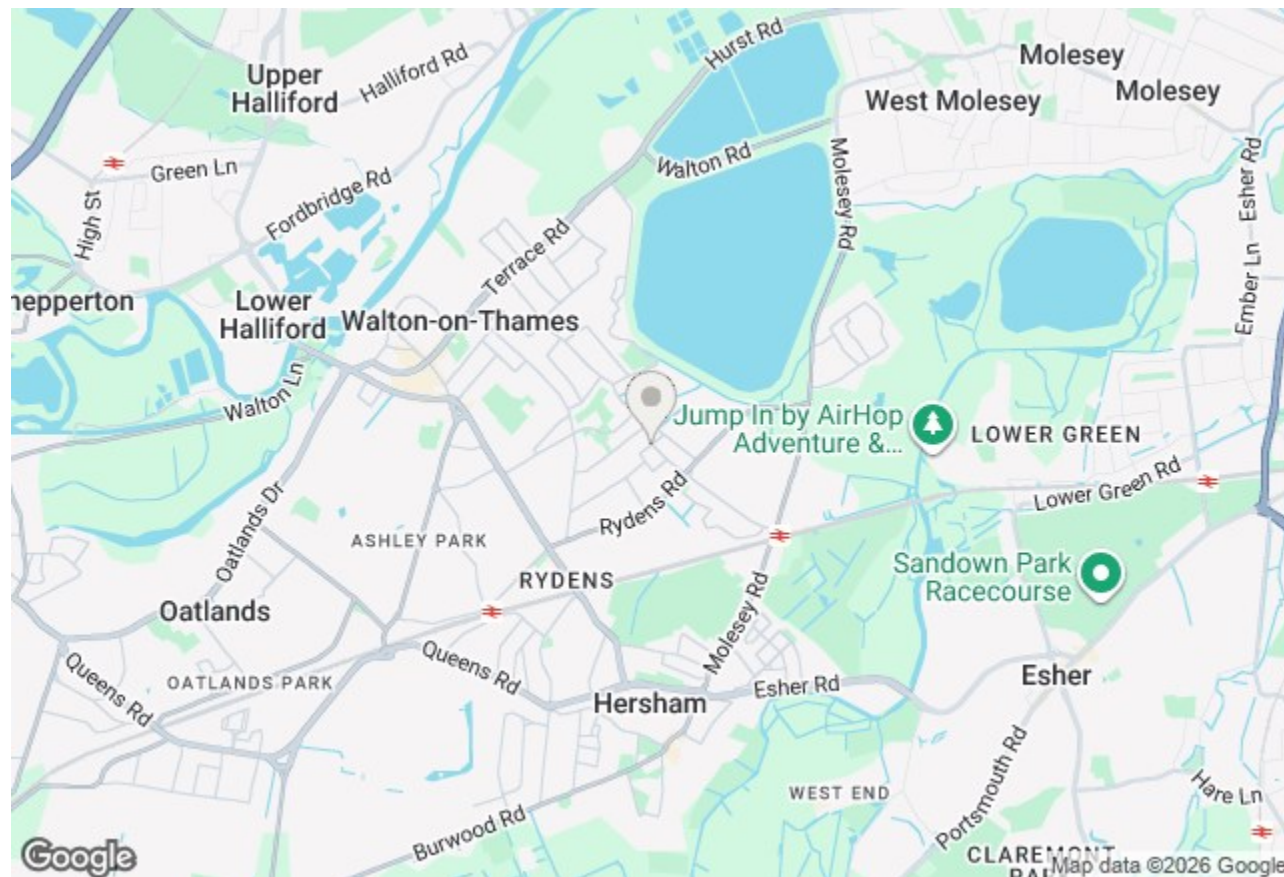 Hurst Rd
Molesey
Upper
Halliford
Halliford Rd
West Molesey
Molesey
Green Ln
Walton Rd
Molesey Rd
Ember Ln
Esher Rd
High St
Fordbridge Rd
Terrace Rd
hepperton
Lower
Halliford
Walton-on-Thames
Walton Ln
Jump In by AirHop
Adventure &...
LOWER GREEN
Lower Green Rd
Oatlands Dr
Rydens Rd
ASHLEY PARK
RYDENS
Sandown Park
Racecourse
Oatlands
Molesey Rd
Queens Rd
Queens Rd
OATLANDS PARK
Esher Rd
Esher
Hersham
Portsmouth Rd
WEST END
Hare Ln
Burwood Rd
CLAREMONT
Google
Map data ©2026 Google